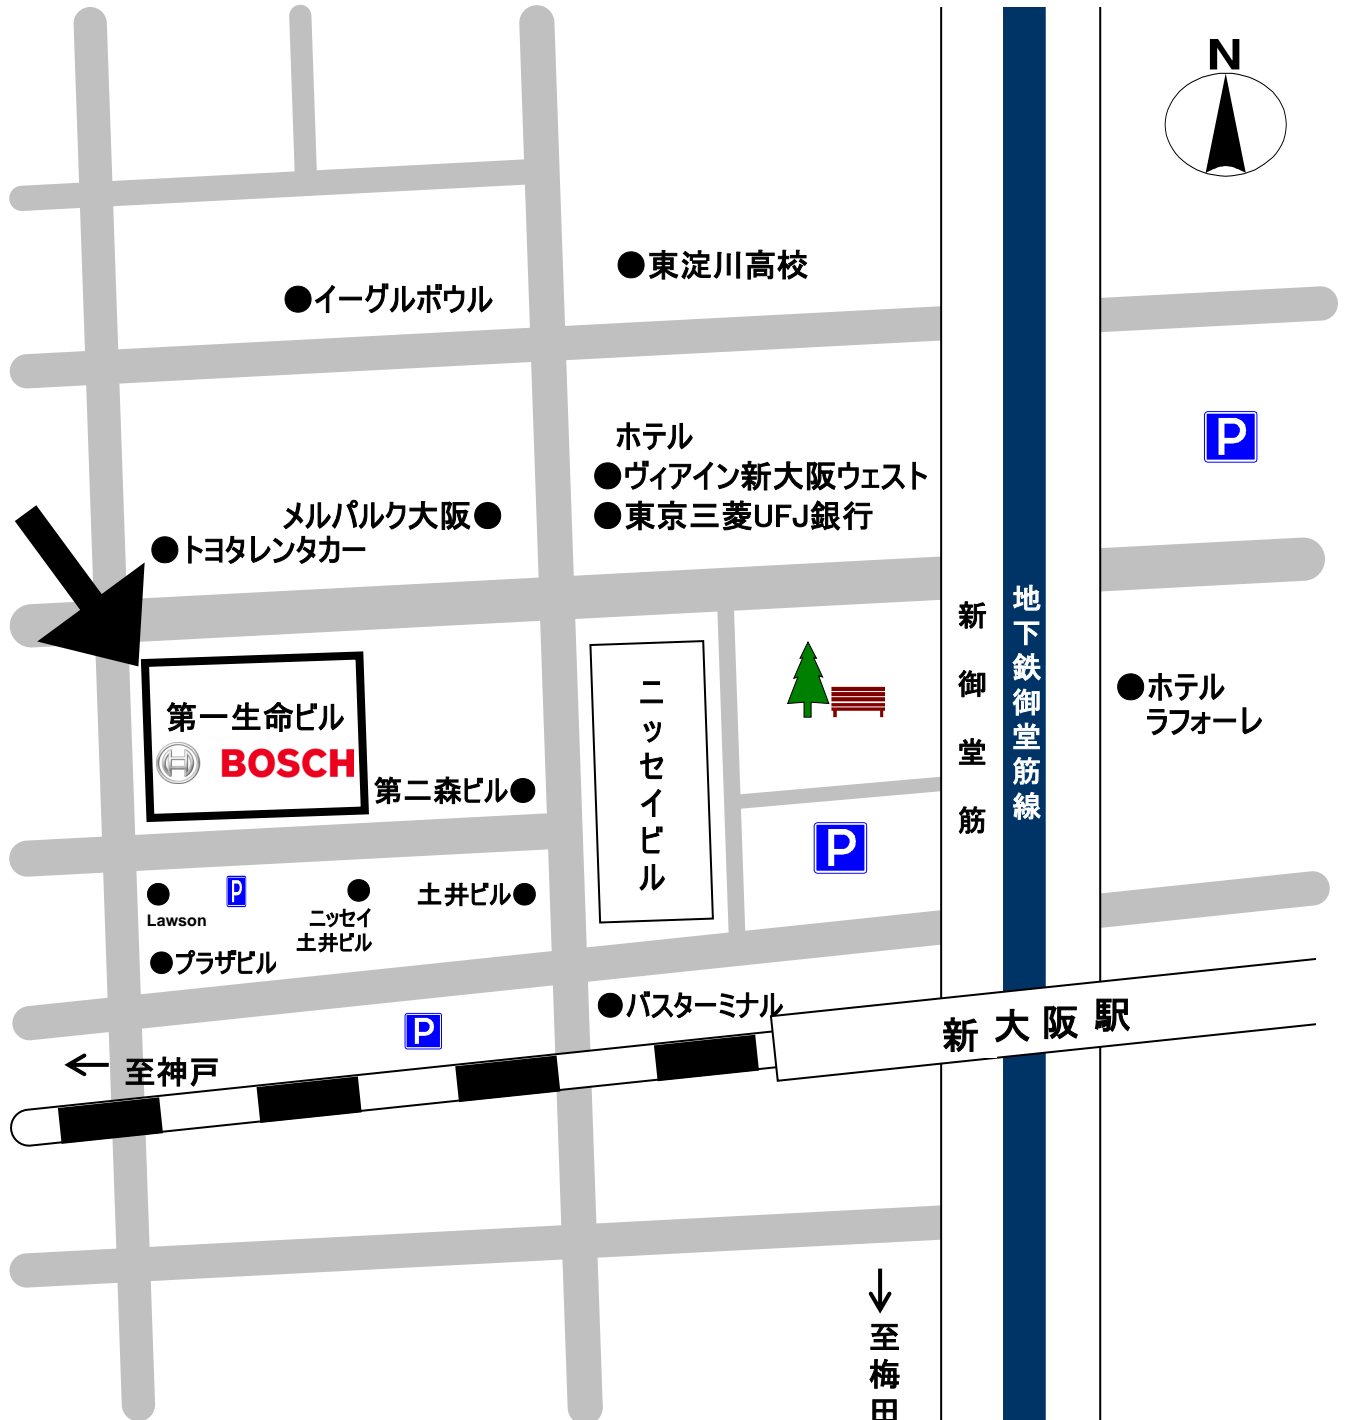 N
●東淀川高校
●イーグルボウル
P
ホテル
●ヴィアイン新大阪ウェスト
メルパルク大阪●
●東京三菱UFJ銀行
●トヨタレンタカー
新御堂筋
地下鉄御堂筋線
●ホテル
ラフォーレ
ニッセイビル
第一生命ビル
BOSCH
第二森ビル●
P
P
土井ビル●
Lawson
ニッセイ
土井ビル
●プラザビル
●バスターミナル
P
新大阪駅
← 至神戸
↓
至梅田